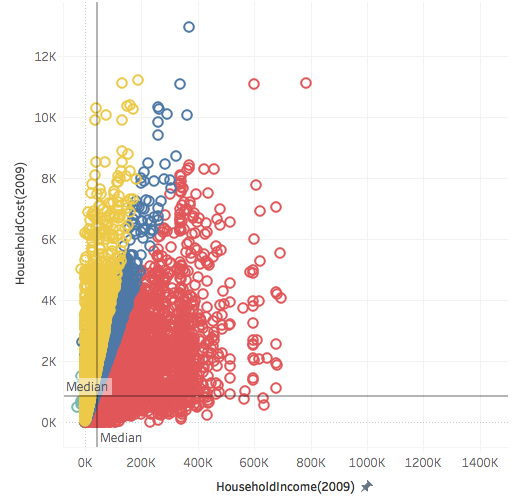 12K
10K
8K
6K
4K
2K
0K
HouseholdCost(2009)
Median
Median
0K 200K 400K 600K 800K 1000K 1200K 1400K
HouseholdIncome(2009)